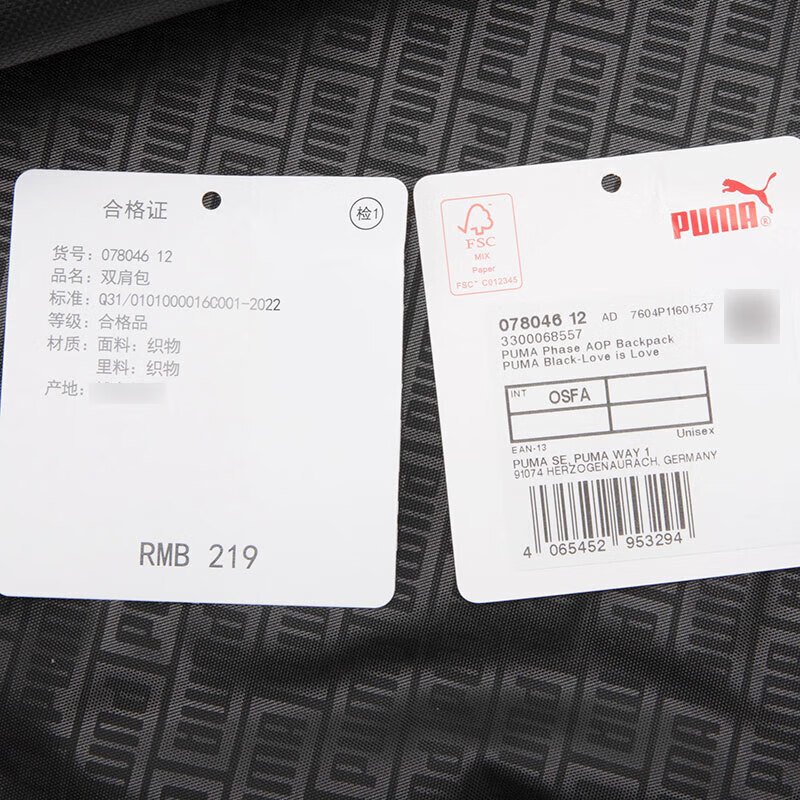 合格证
检1
货号: 078046 12
品名: 双肩包
标准: Q31/0101000016C001-2022
等级: 合格品
材质: 面料: 织物
里料: 织物
产地:
RMB 219
FSC
MIX
Paper
FSC™ C012345
PUMA®
078046 12 AD 7604P11601537
3300068557
PUMA Phase AOP Backpack
PUMA Black-Love is Love
INT OSFA
Unisex
EAN-13
PUMA SE, PUMA WAY 1
91074 HERZOGENAURACH, GERMANY
4 065452 953294